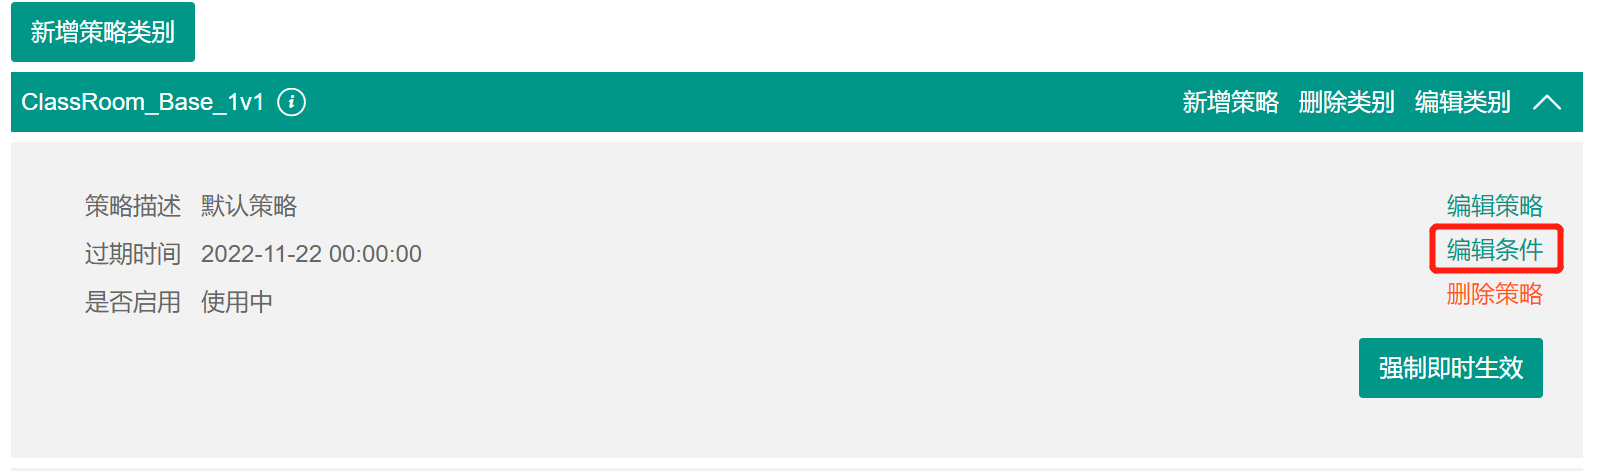 新增策略类别
ClassRoom_Base_1v1 新增策略 删除类别 编辑类别
策略描述 默认策略 编辑策略
过期时间 2022-11-22 00:00:00 编辑条件
是否启用 使用中 删除策略
强制即时生效